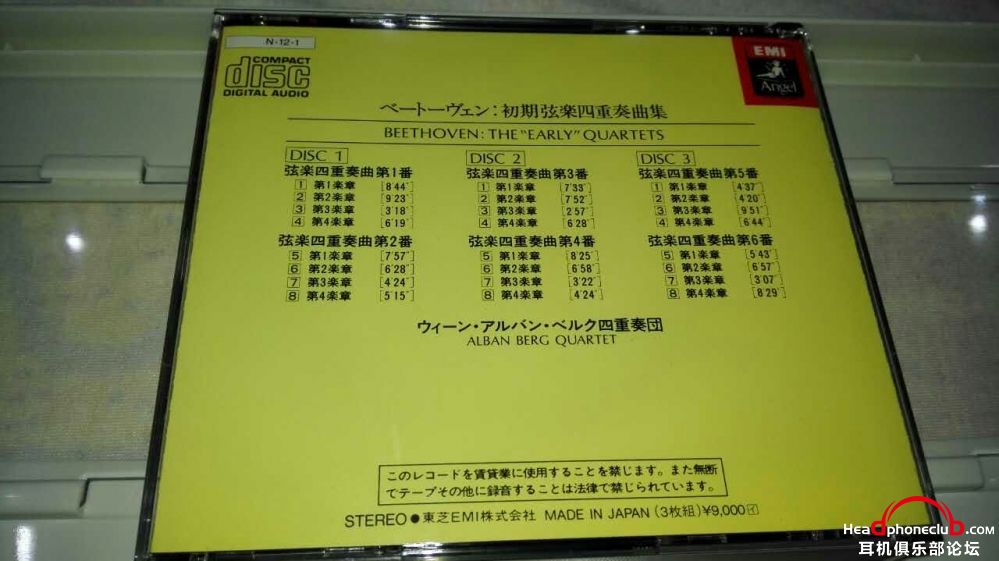 N-12-1
COMPACT
disc
DIGITAL AUDIO
EMI
Angel
ベートーヴェン:初期弦楽四重奏曲集
BEETHOVEN: THE "EARLY" QUARTETS
DISC 1
弦楽四重奏曲第1番
1 第1楽章 [8'44"]
2 第2楽章 [9'23"]
3 第3楽章 [3'18"]
4 第4楽章 [6'19"]
弦楽四重奏曲第2番
5 第1楽章 [7'57"]
6 第2楽章 [6'28"]
7 第3楽章 [4'24"]
8 第4楽章 [5'15"]
DISC 2
弦楽四重奏曲第3番
1 第1楽章 [7'33"]
2 第2楽章 [7'52"]
3 第3楽章 [2'57"]
4 第4楽章 [6'28"]
弦楽四重奏曲第4番
5 第1楽章 [8'25"]
6 第2楽章 [6'58"]
7 第3楽章 [3'22"]
8 第4楽章 [4'24"]
DISC 3
弦楽四重奏曲第5番
1 第1楽章 [4'37"]
2 第2楽章 [4'20"]
3 第3楽章 [9'51"]
4 第4楽章 [6'44"]
弦楽四重奏曲第6番
5 第1楽章 [5'43"]
6 第2楽章 [6'57"]
7 第3楽章 [3'07"]
8 第4楽章 [8'29"]
ウィーン・アルバン・ベルク四重奏団
ALBAN BERG QUARTET
このレコードを賃貸業に使用することを禁じます。また無断
でテープその他に録音することは法律で禁じられています。
STEREO●東芝EMI株式会社 MADE IN JAPAN (3枚組)¥9,000
Headphoneclub.com
耳机俱乐部论坛